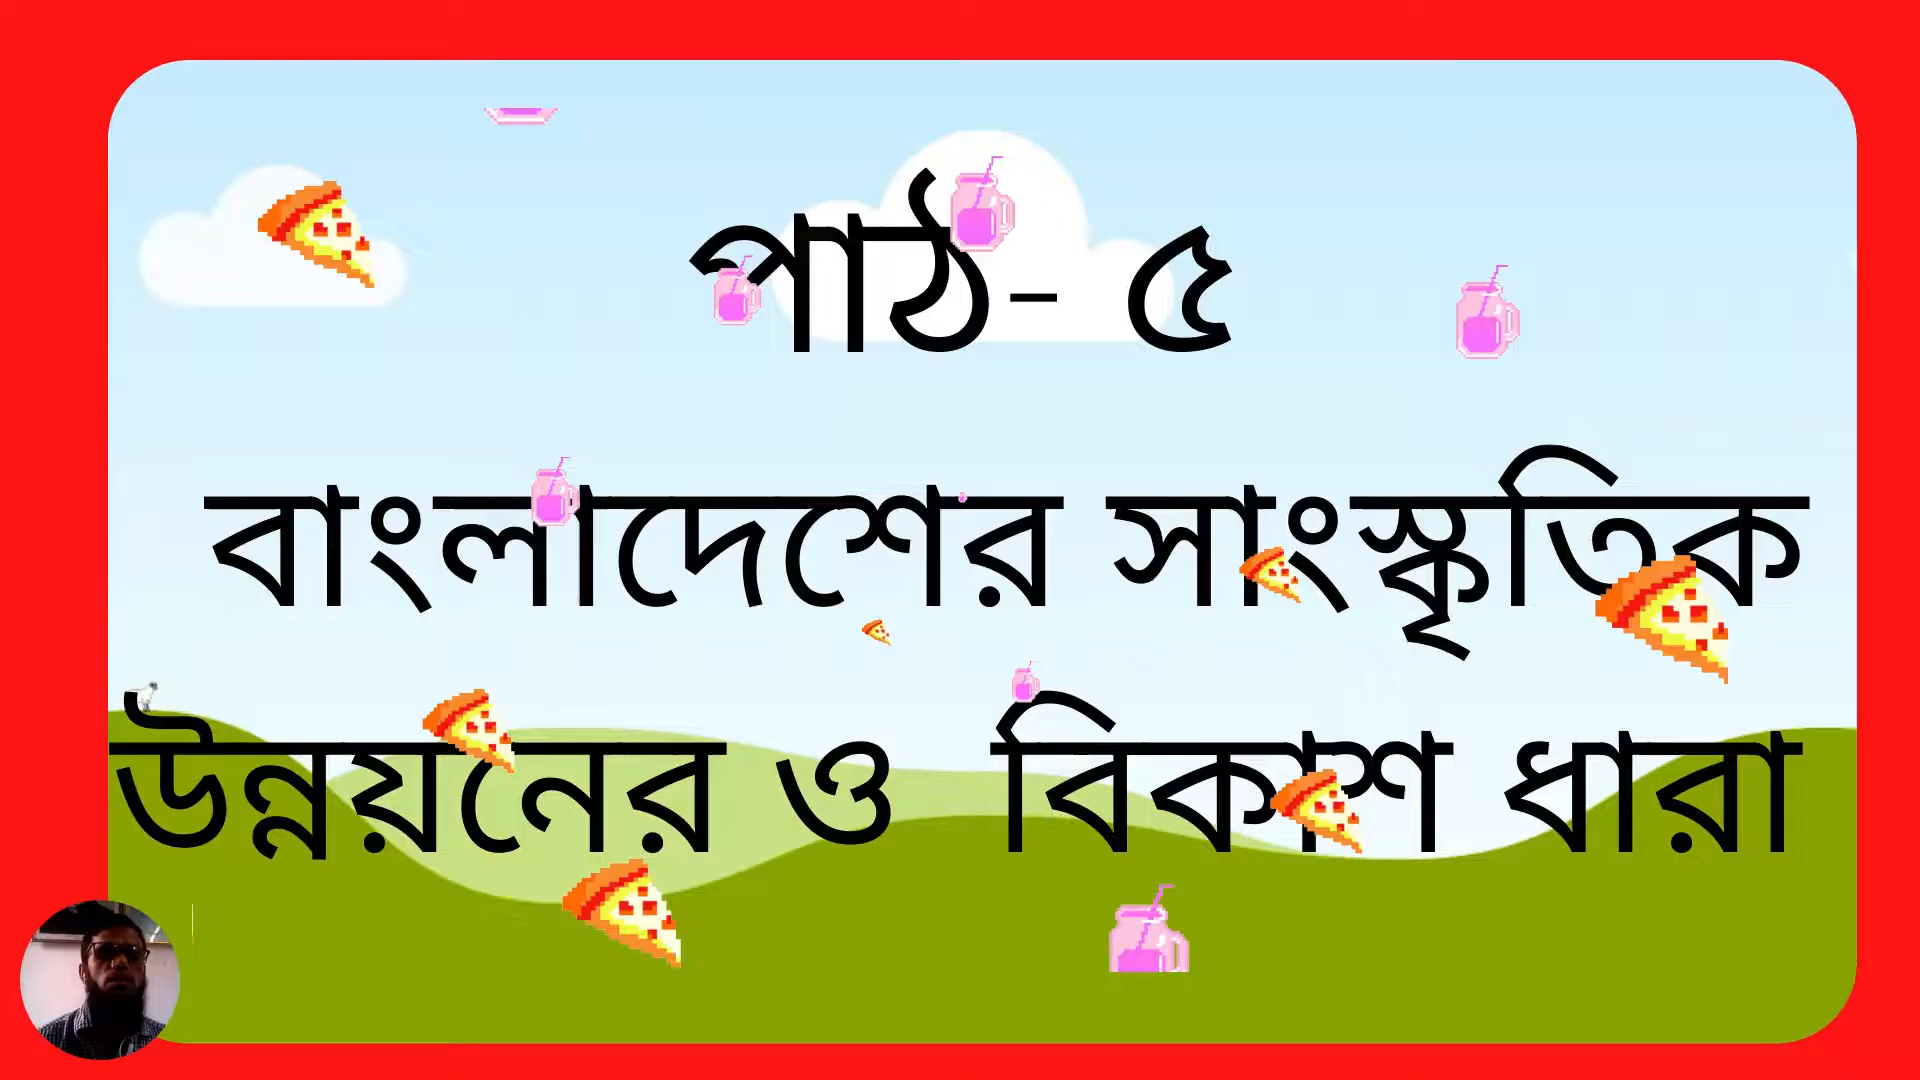 পাঠ- ৫
বাংলাদেশের সাংস্কৃতিক
উন্নয়নের ও বিকাশ ধারা